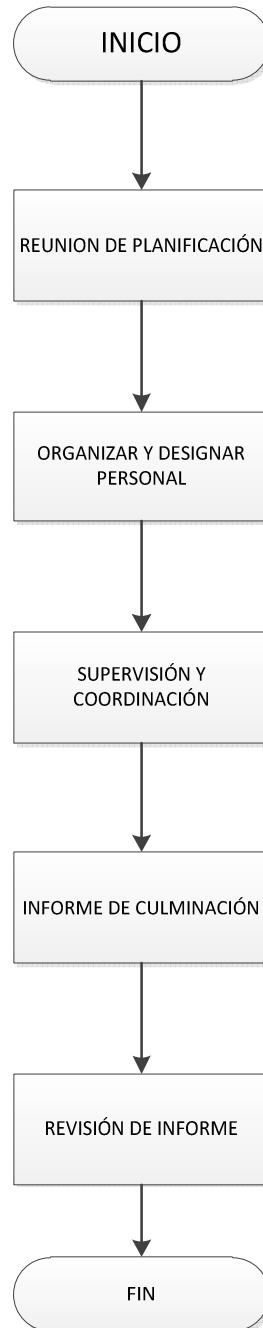 INICIO
REUNION DE PLANIFICACIÓN
ORGANIZAR Y DESIGNAR
PERSONAL
SUPERVISIÓN Y
COORDINACIÓN
INFORME DE CULMINACIÓN
REVISIÓN DE INFORME
FIN